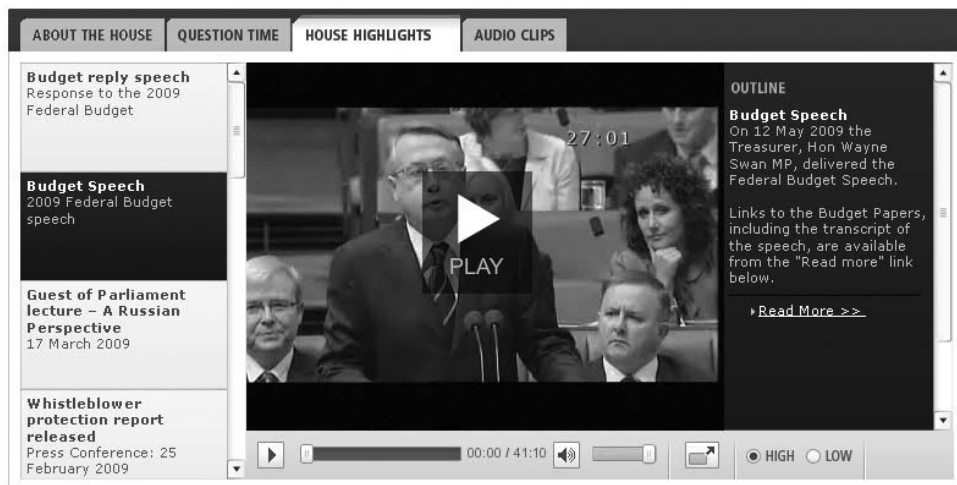 ABOUT THE HOUSE
QUESTION TIME
HOUSE HIGHLIGHTS
AUDIO CLIPS
Budget reply speech
Response to the 2009
Federal Budget
Budget Speech
2009 Federal Budget
speech
Guest of Parliament
lecture – A Russian
Perspective
17 March 2009
Whistleblower
protection report
released
Press Conference: 25
February 2009
27:01
PLAY
OUTLINE
Budget Speech
On 12 May 2009 the
Treasurer, Hon Wayne
Swan MP, delivered the
Federal Budget Speech.
Links to the Budget Papers,
including the transcript of
the speech, are available
from the "Read more" link
below.
Read More >>
00:00 / 41:10
HIGH
LOW